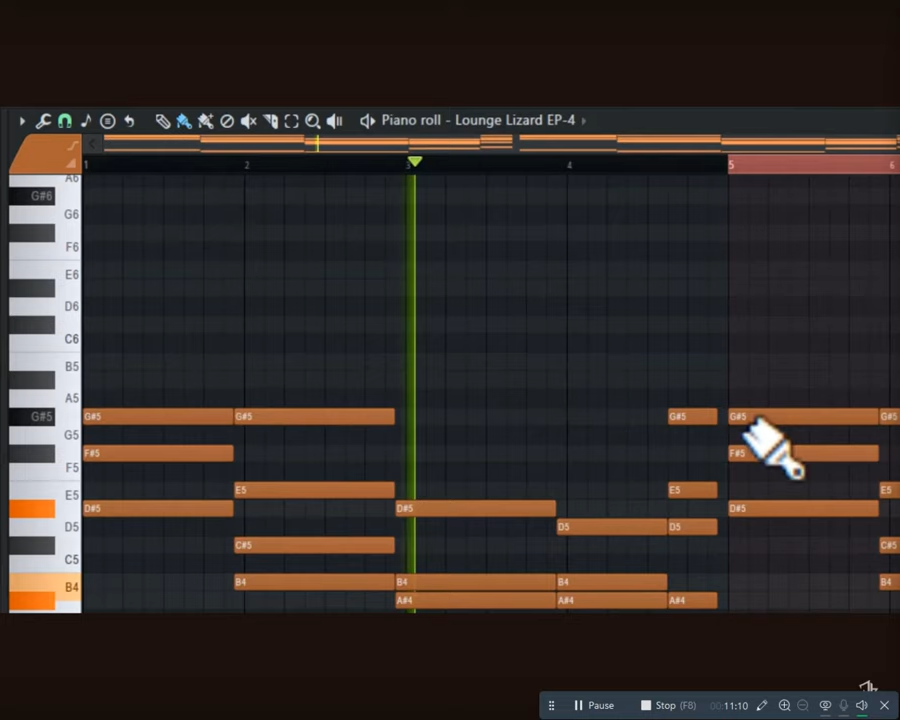 Piano roll - Lounge Lizard EP-4
1 2 3 4 5 6
A6
G#6
G6
F6
E6
D6
C6
B5
A5
G#5 G#5 G#5 G#5 G#5 G#5
G5
F#5 F#5
F5
E5 E5 E5 E5
D#5 D#5 D#5
D5 D5 D5
C#5 C#5
C5
B4 B4 B4 B4 B4
A#4 A#4 A#4
Pause Stop (F8) 00:11:10